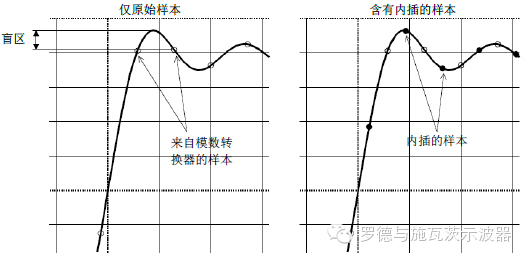 仅原始样本
含有内插的样本
盲区
来自模数转
换器的样本
内插的样本
罗德与施瓦茨示波器